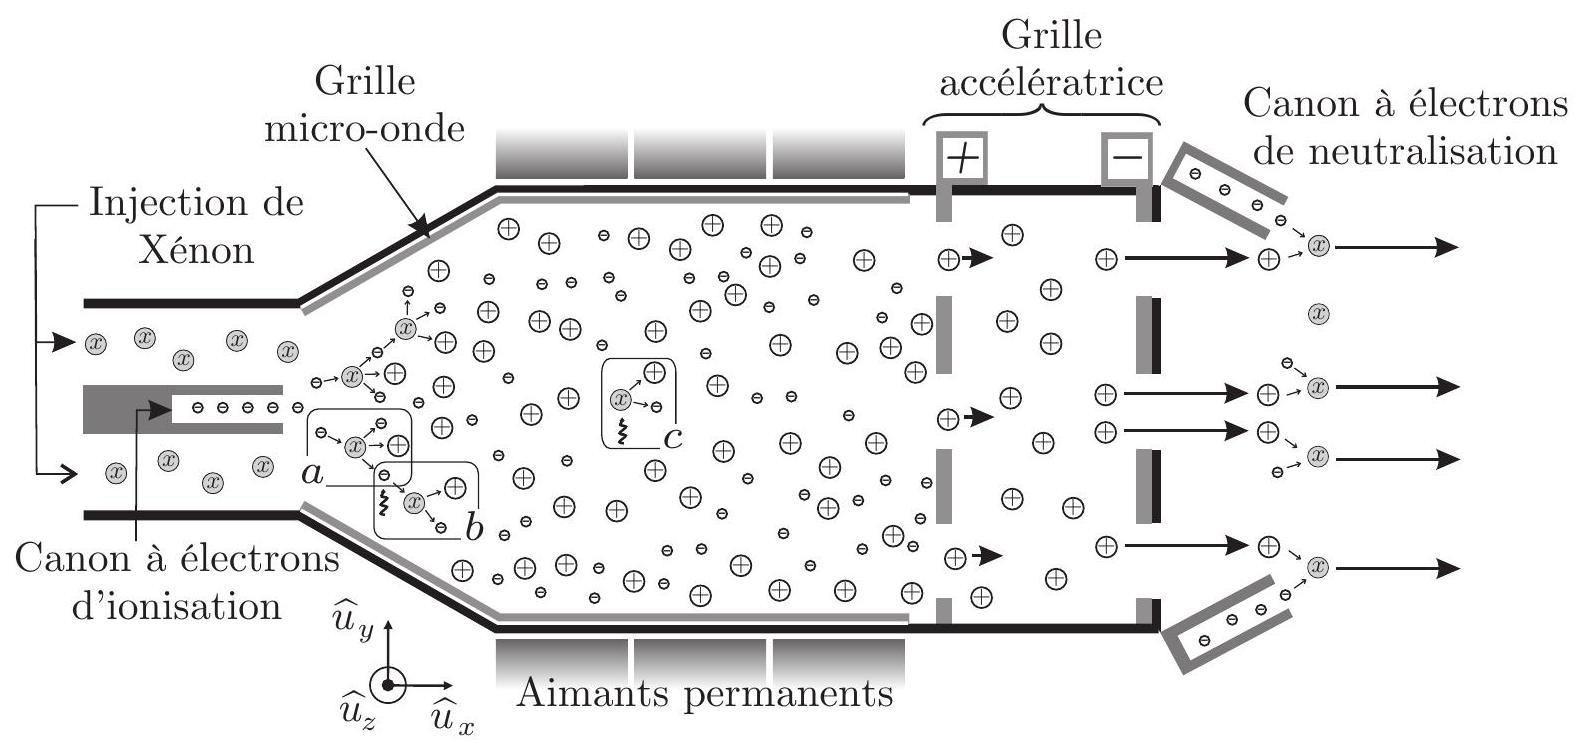 Grille
accélératrice
Grille
micro-onde
Canon à électrons
de neutralisation
+
−
Injection de
Xénon
a
b
c
Canon à électrons
d'ionisation
û_y
û_z
û_x
Aimants permanents